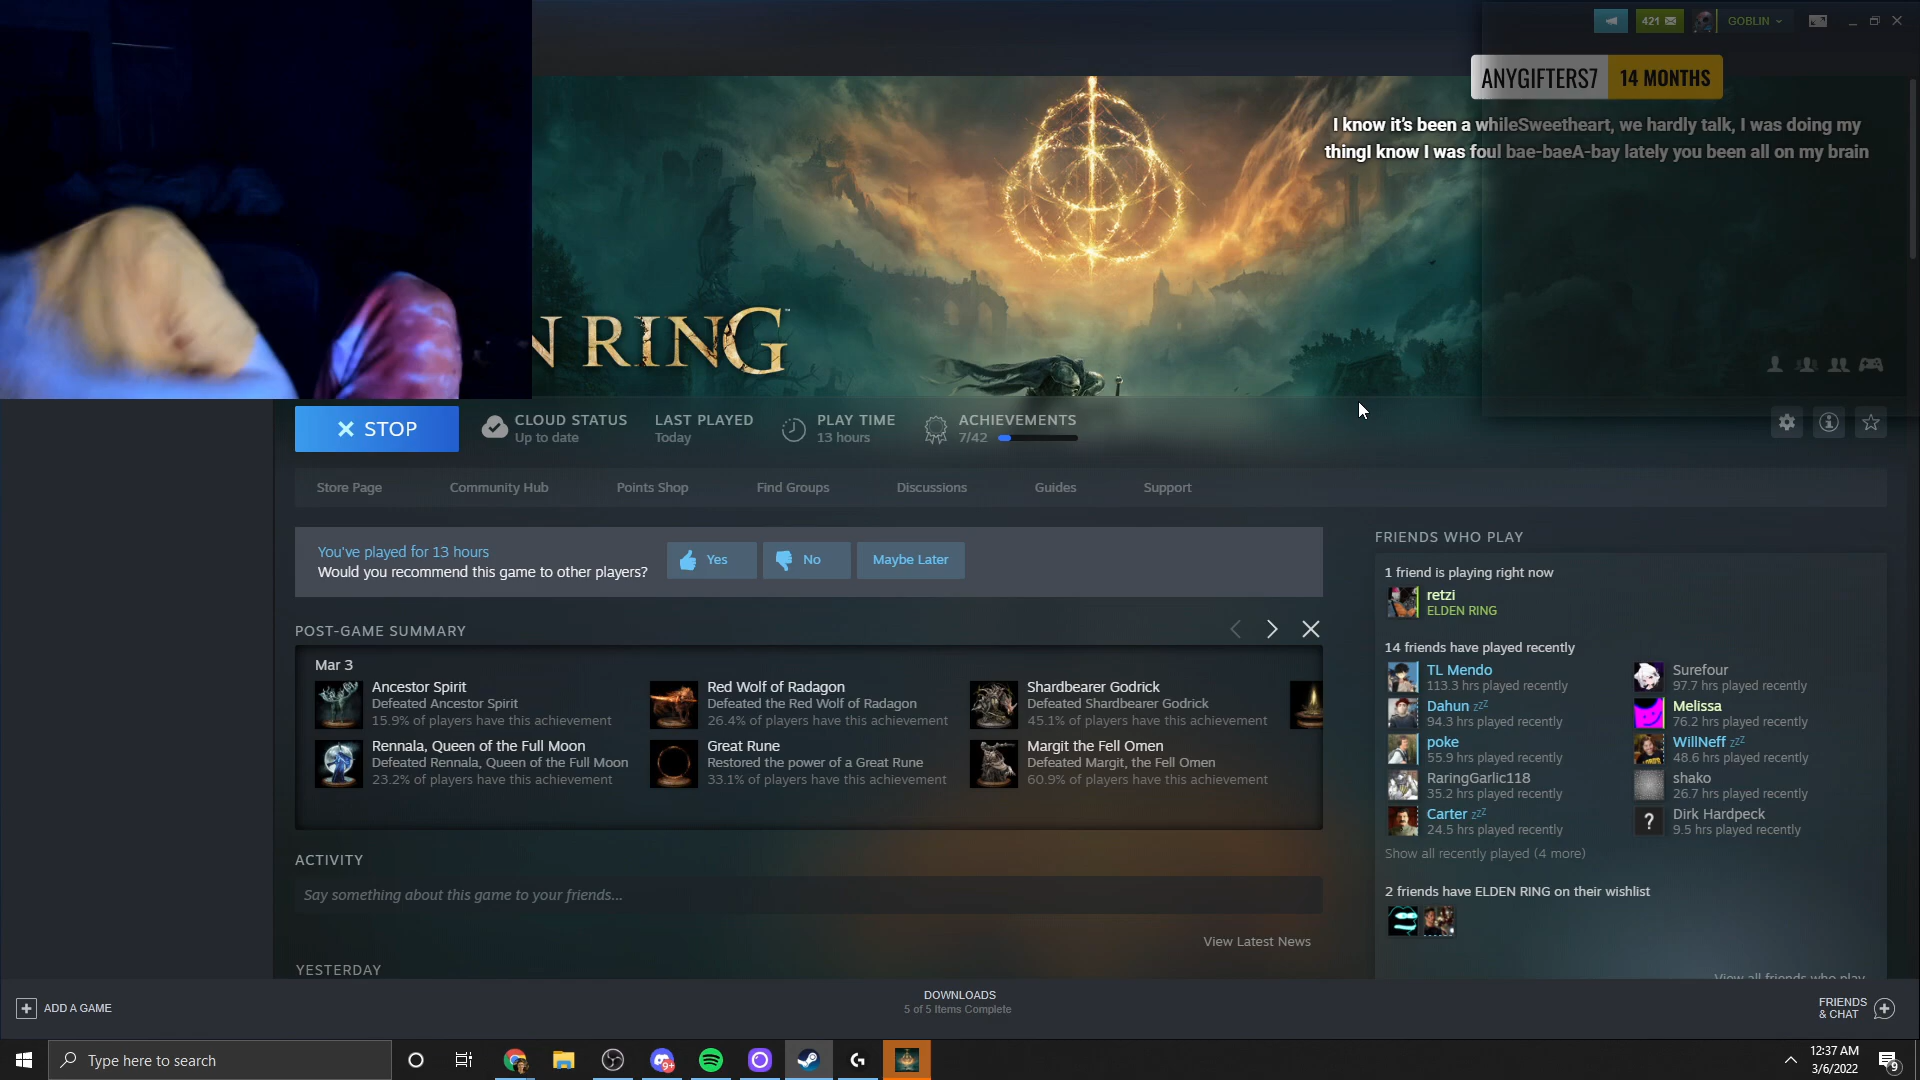 421
GOBLIN
ANYGIFTERS7 14 MONTHS
I know it's been a whileSweetheart, we hardly talk, I was doing my
thingI know I was foul bae-baeA-bay lately you been all on my brain
N RING
STOP
CLOUD STATUS
Up to date
LAST PLAYED
Today
PLAY TIME
13 hours
ACHIEVEMENTS
7/42
Store Page
Community Hub
Points Shop
Find Groups
Discussions
Guides
Support
You've played for 13 hours
Would you recommend this game to other players?
Yes
No
Maybe Later
POST-GAME SUMMARY
Mar 3
Ancestor Spirit
Defeated Ancestor Spirit
15.9% of players have this achievement
Red Wolf of Radagon
Defeated the Red Wolf of Radagon
26.4% of players have this achievement
Shardbearer Godrick
Defeated Shardbearer Godrick
45.1% of players have this achievement
Rennala, Queen of the Full Moon
Defeated Rennala, Queen of the Full Moon
23.2% of players have this achievement
Great Rune
Restored the power of a Great Rune
33.1% of players have this achievement
Margit the Fell Omen
Defeated Margit, the Fell Omen
60.9% of players have this achievement
ACTIVITY
Say something about this game to your friends...
View Latest News
YESTERDAY
FRIENDS WHO PLAY
1 friend is playing right now
retzi
ELDEN RING
14 friends have played recently
TL Mendo
113.3 hrs played recently
Surefour
97.7 hrs played recently
Dahun zzZ
94.3 hrs played recently
Melissa
76.2 hrs played recently
poke
55.9 hrs played recently
WillNeff zzZ
48.6 hrs played recently
RaringGarlic118
35.2 hrs played recently
shako
26.7 hrs played recently
Carter zzZ
24.5 hrs played recently
? Dirk Hardpeck
9.5 hrs played recently
Show all recently played (4 more)
2 friends have ELDEN RING on their wishlist
View all friends who play
ADD A GAME
DOWNLOADS
5 of 5 Items Complete
FRIENDS
& CHAT
Type here to search
9+
12:37 AM
3/6/2022
9